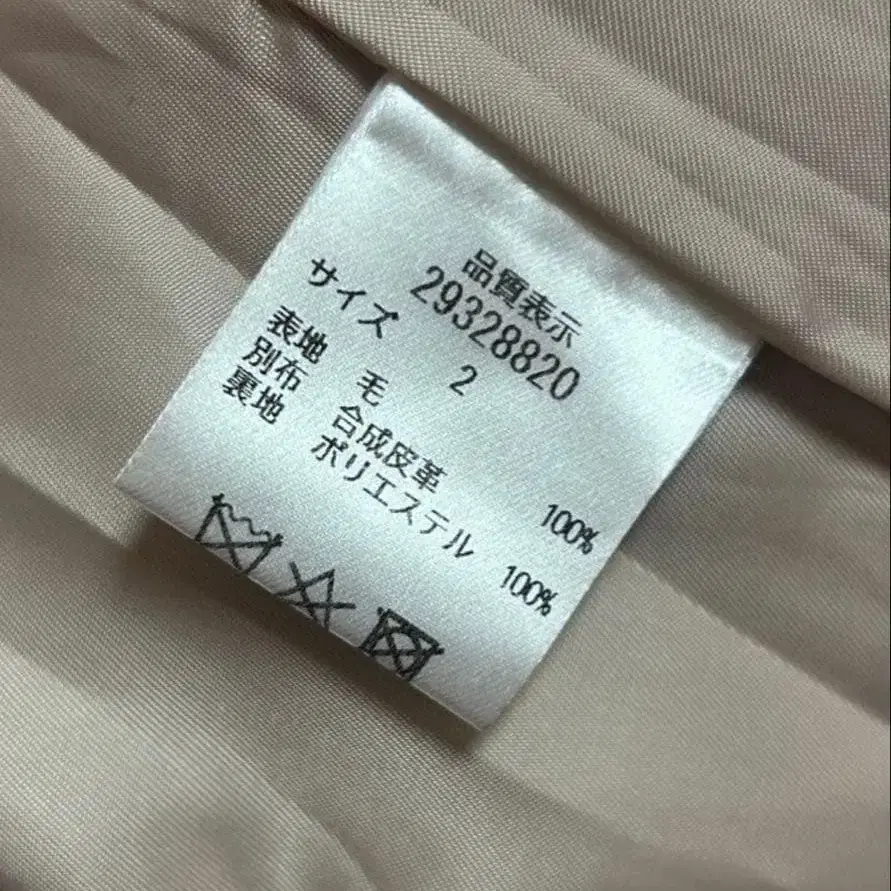 品質表示
29328820
サイズ 2
表地 毛 100%
別布 合成皮革
裏地 ポリエステル 100%